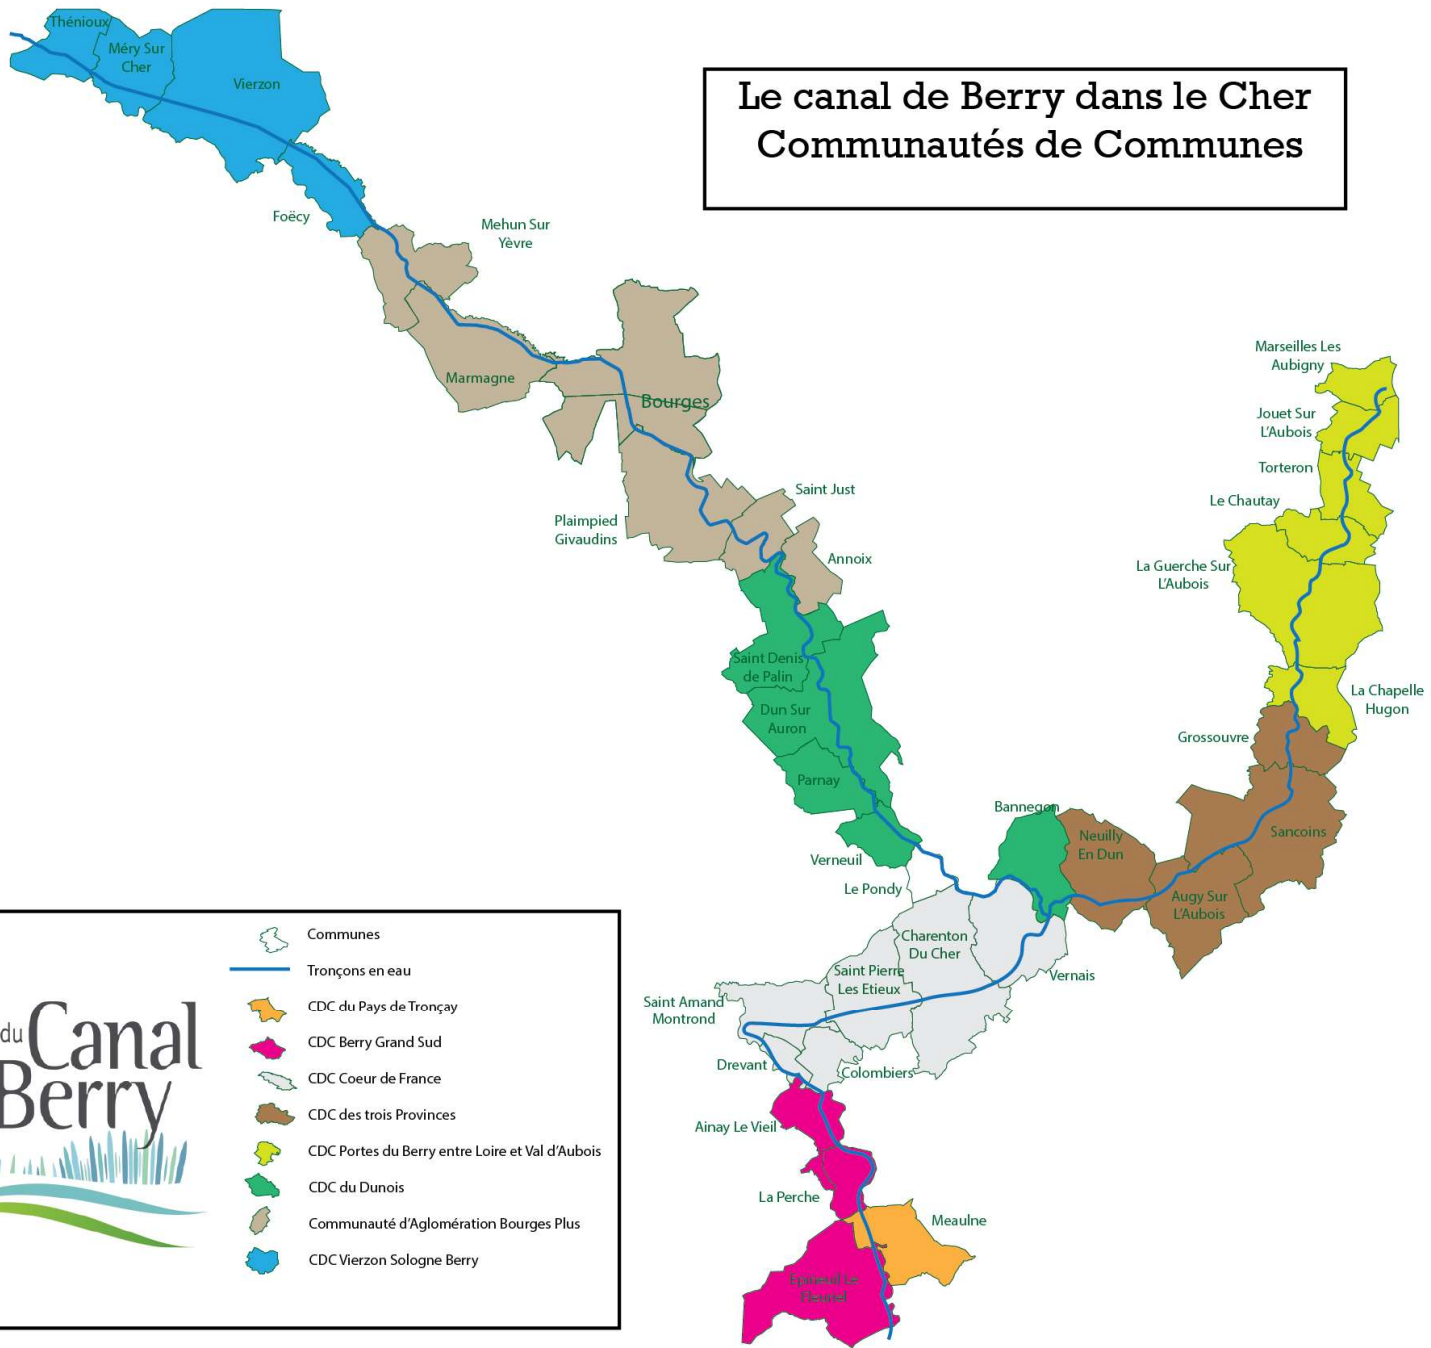 Le canal de Berry dans le Cher
Communautés de Communes
Thénioux
Méry Sur
Cher
Vierzon
Foëcy
Mehun Sur
Yèvre
Marmagne
Bourges
Plaimpied
Givaudins
Saint Just
Annoix
Saint Denis
de Palin
Dun Sur
Auron
Parnay
Verneuil
Le Pondy
Bannegon
Neuilly
En Dun
Augy Sur
L'Aubois
Sancoins
Grossouvre
La Chapelle
Hugon
La Guerche Sur
L'Aubois
Le Chautay
Torteron
Jouet Sur
L'Aubois
Marseilles Les
Aubigny
Charenton
Du Cher
Vernais
Saint Pierre
Les Etieux
Saint Amand
Montrond
Drevant
Colombiers
Ainay Le Vieil
La Perche
Meaulne
Epineuil Le
Fleuriel
du Canal
Berry
Communes
Tronçons en eau
CDC du Pays de Tronçay
CDC Berry Grand Sud
CDC Coeur de France
CDC des trois Provinces
CDC Portes du Berry entre Loire et Val d'Aubois
CDC du Dunois
Communauté d'Aglomération Bourges Plus
CDC Vierzon Sologne Berry